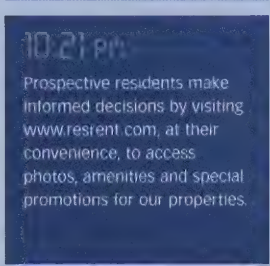 10:21 PM
Prospective residents make
informed decisions by visiting
www.resrent.com, at their
convenience, to access
photos, amenities and special
promotions for our properties.